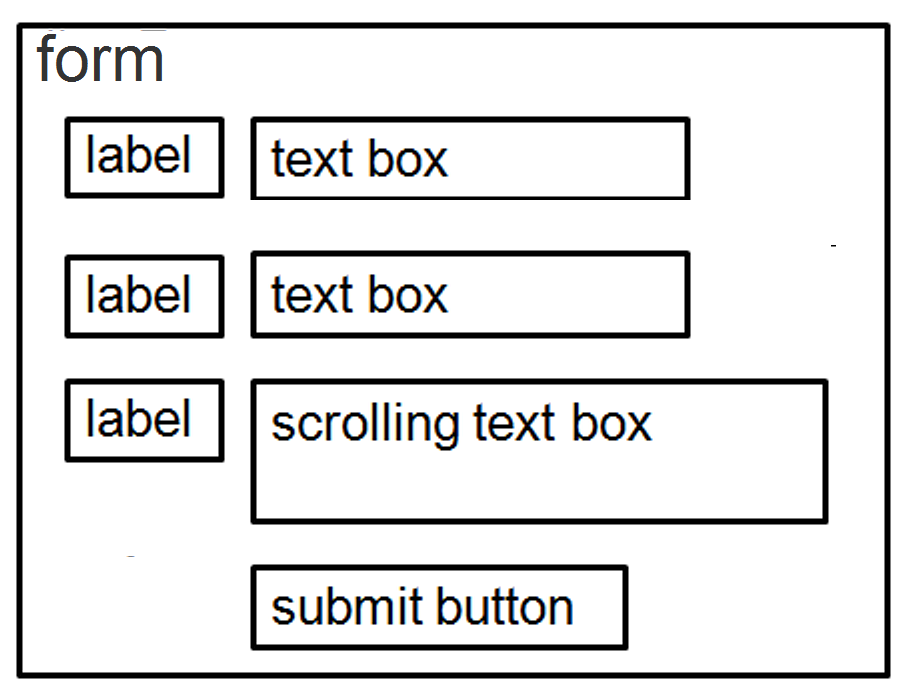 form
label text box
label text box
label scrolling text box
submit button